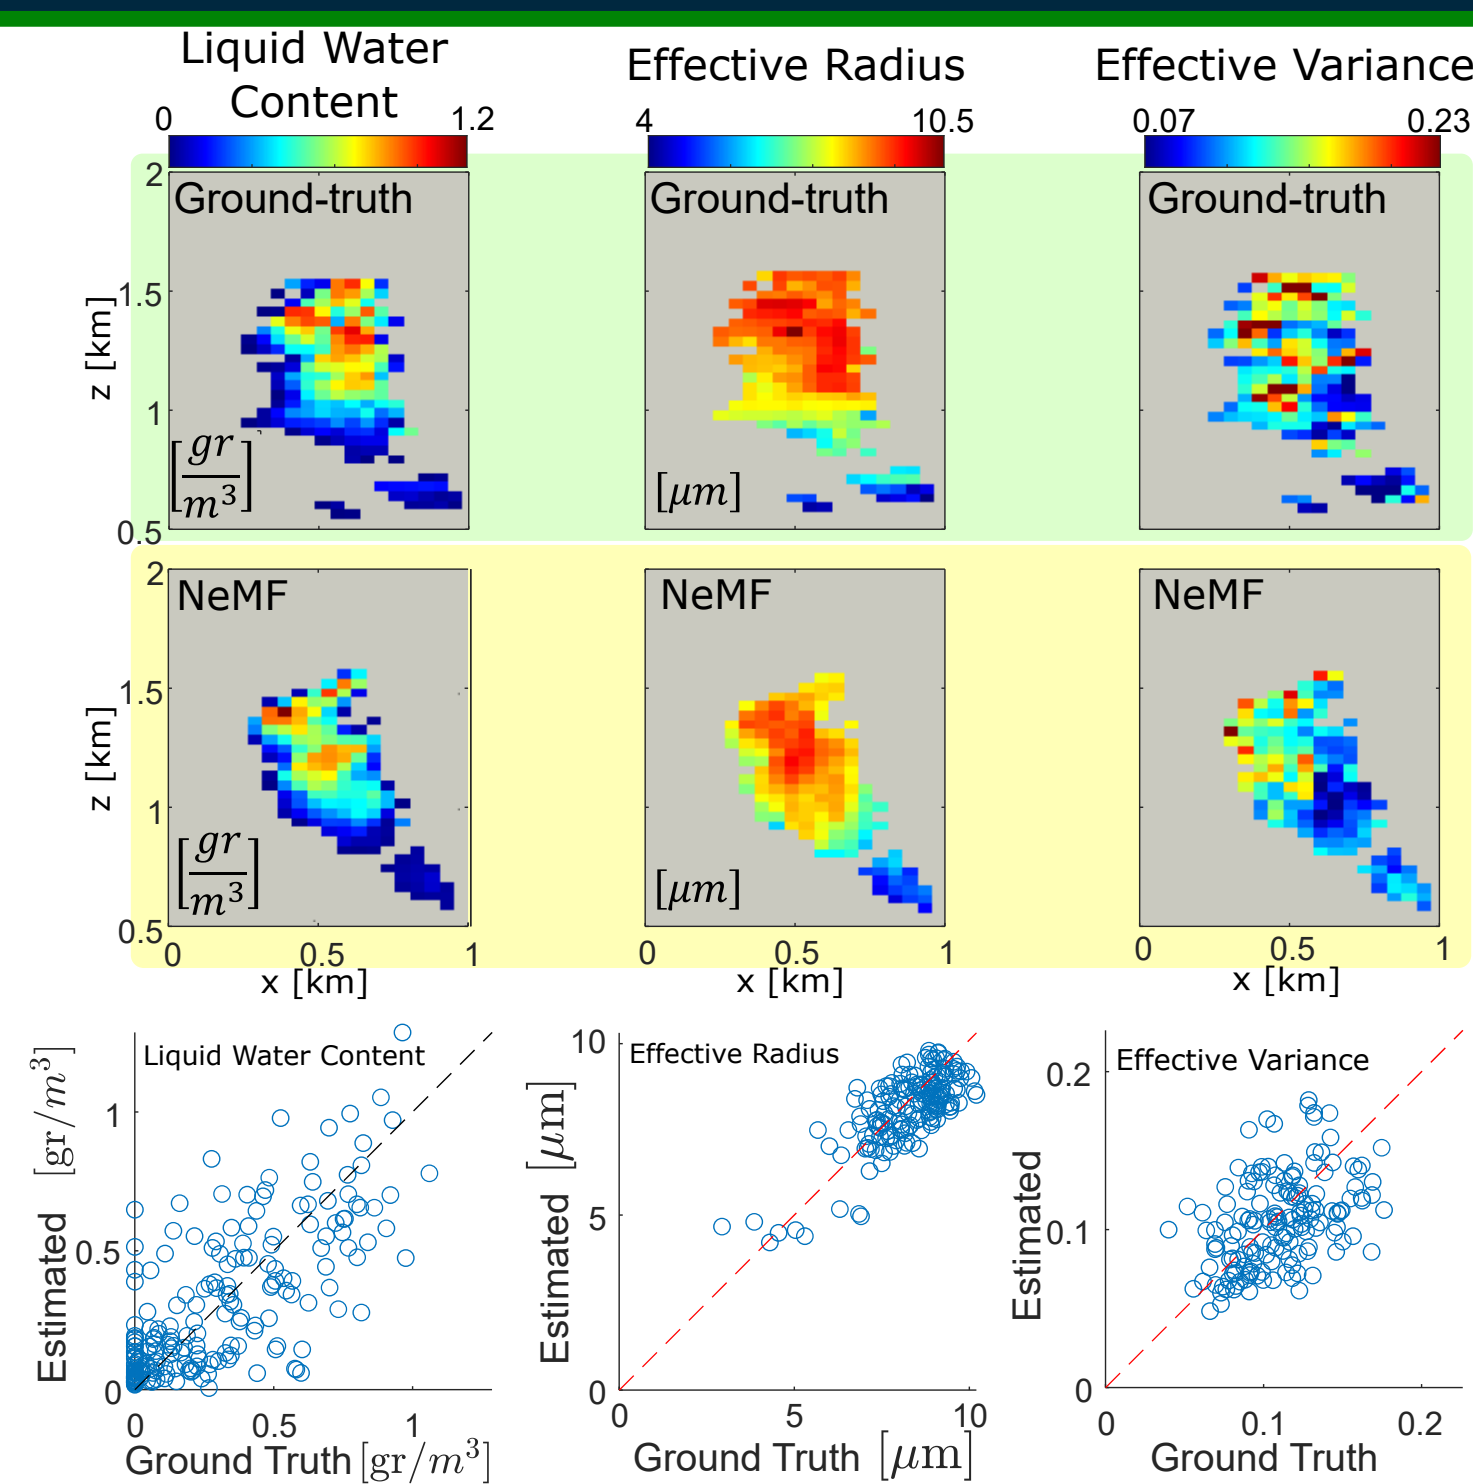 Liquid Water
Content
Effective Radius
Effective Variance
0 1.2
4 10.5
0.07 0.23
2
1.5
1
0.5
z [km]
Ground-truth
[gr/m³]
Ground-truth
[μm]
Ground-truth
2
1.5
1
0.5
z [km]
NeMF
[gr/m³]
NeMF
[μm]
NeMF
0 0.5 1
x [km]
0 0.5 1
x [km]
0 0.5 1
x [km]
Liquid Water Content
Estimated [gr/m³]
1
0.5
0
0 0.5 1
Ground Truth [gr/m³]
Effective Radius
Estimated [μm]
10
5
0
0 5 10
Ground Truth [μm]
Effective Variance
Estimated
0.2
0.1
0
0 0.1 0.2
Ground Truth